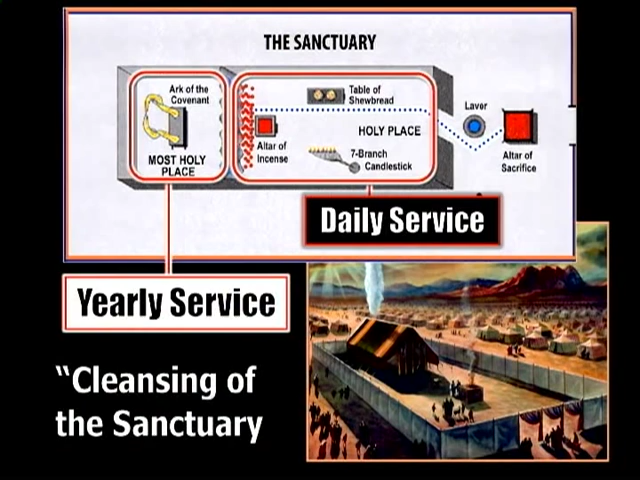 THE SANCTUARY
Ark of the
Covenant
MOST HOLY
PLACE
Table of
Shewbread
HOLY PLACE
Altar of
Incense
7-Branch
Candlestick
Laver
Altar of
Sacrifice
Daily Service
Yearly Service
“Cleansing of
the Sanctuary